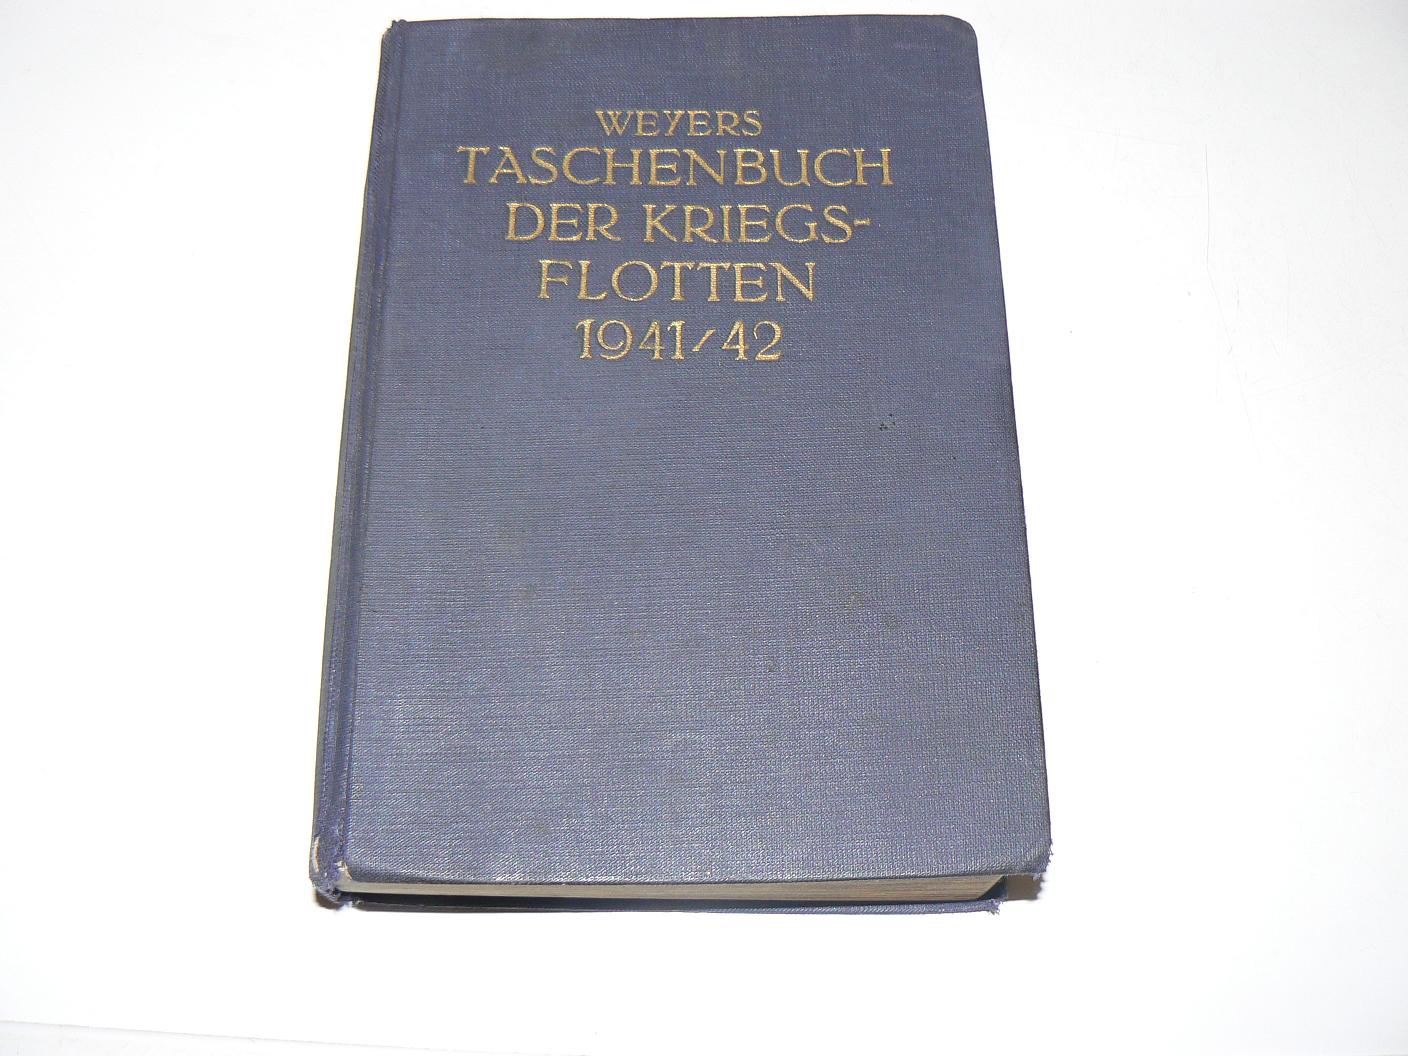 WEYERS
TASCHENBUCH
DER KRIEGS-
FLOTTEN
1941/42